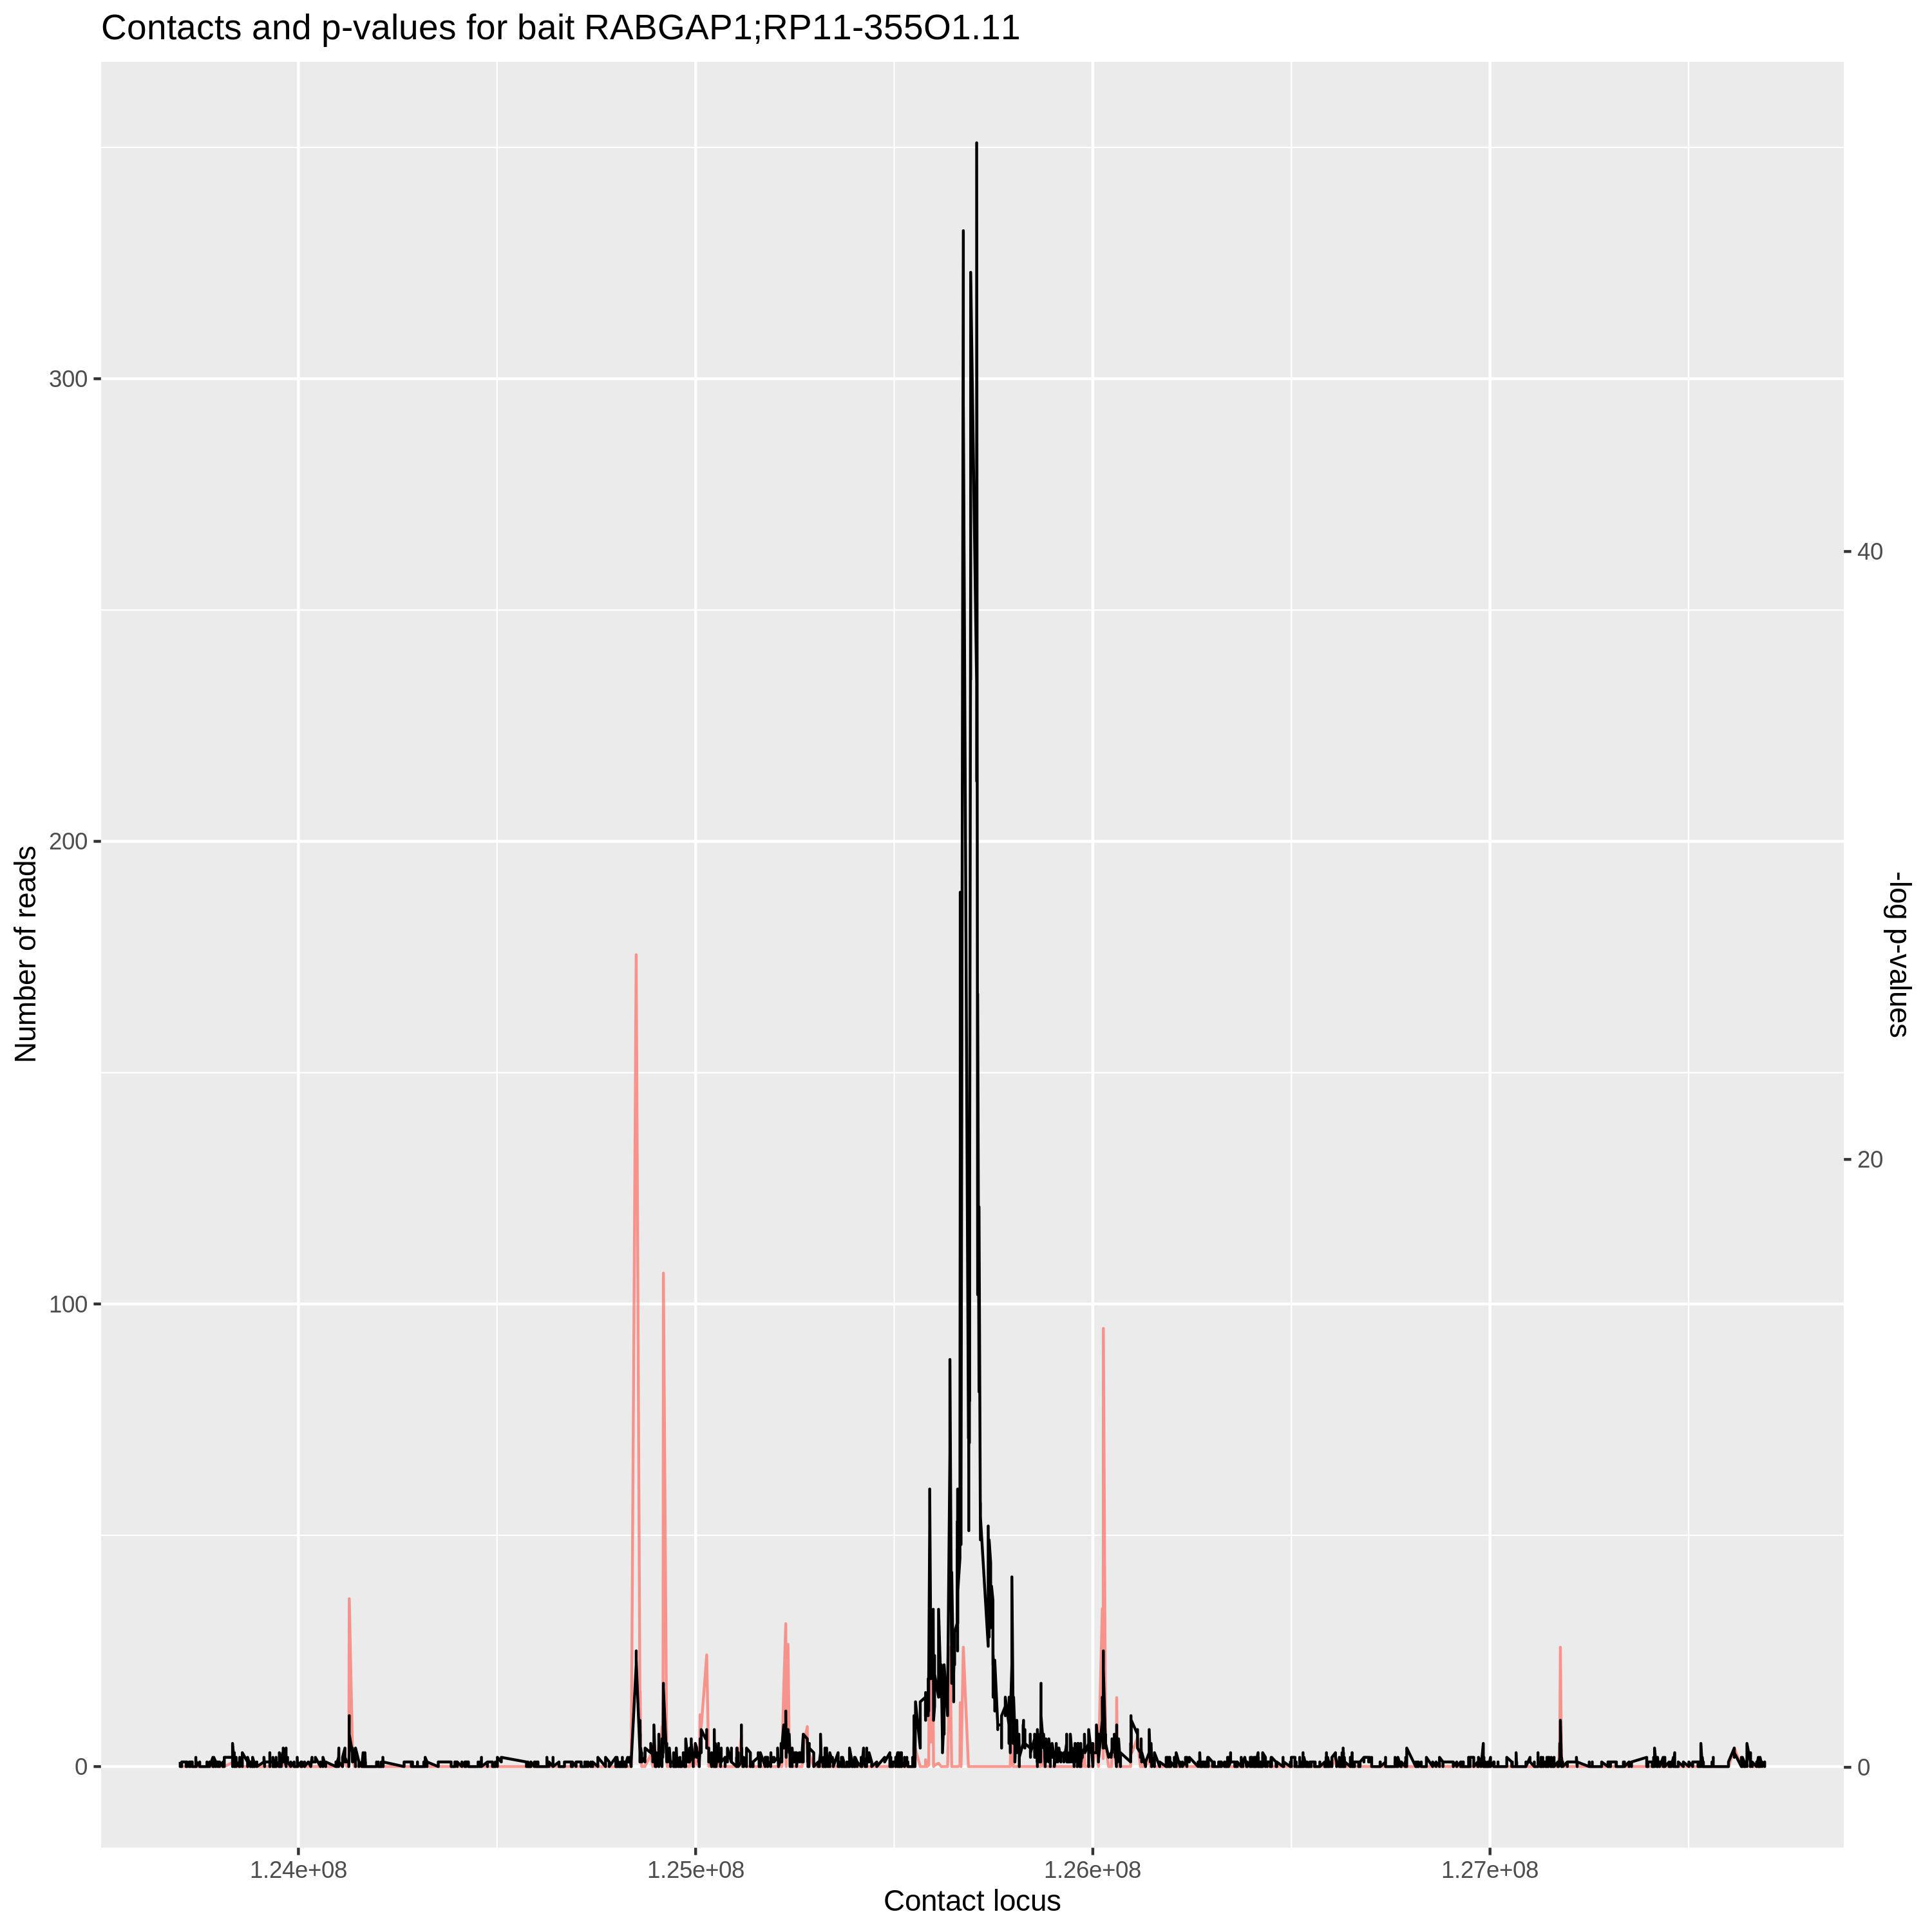 Contacts and p-values for bait RABGAP1;RP11-355O1.11
300
200
100
0
Number of reads
40
20
0
-log p-values
1.24e+08
1.25e+08
1.26e+08
1.27e+08
Contact locus